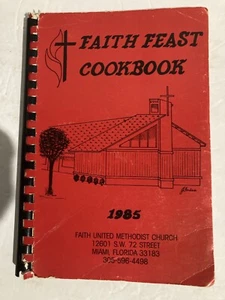 FAITH FEAST
COOKBOOK
1985
FAITH UNITED METHODIST CHURCH
12601 S.W. 72 STREET
MIAMI, FLORIDA 33183
305-596-4498